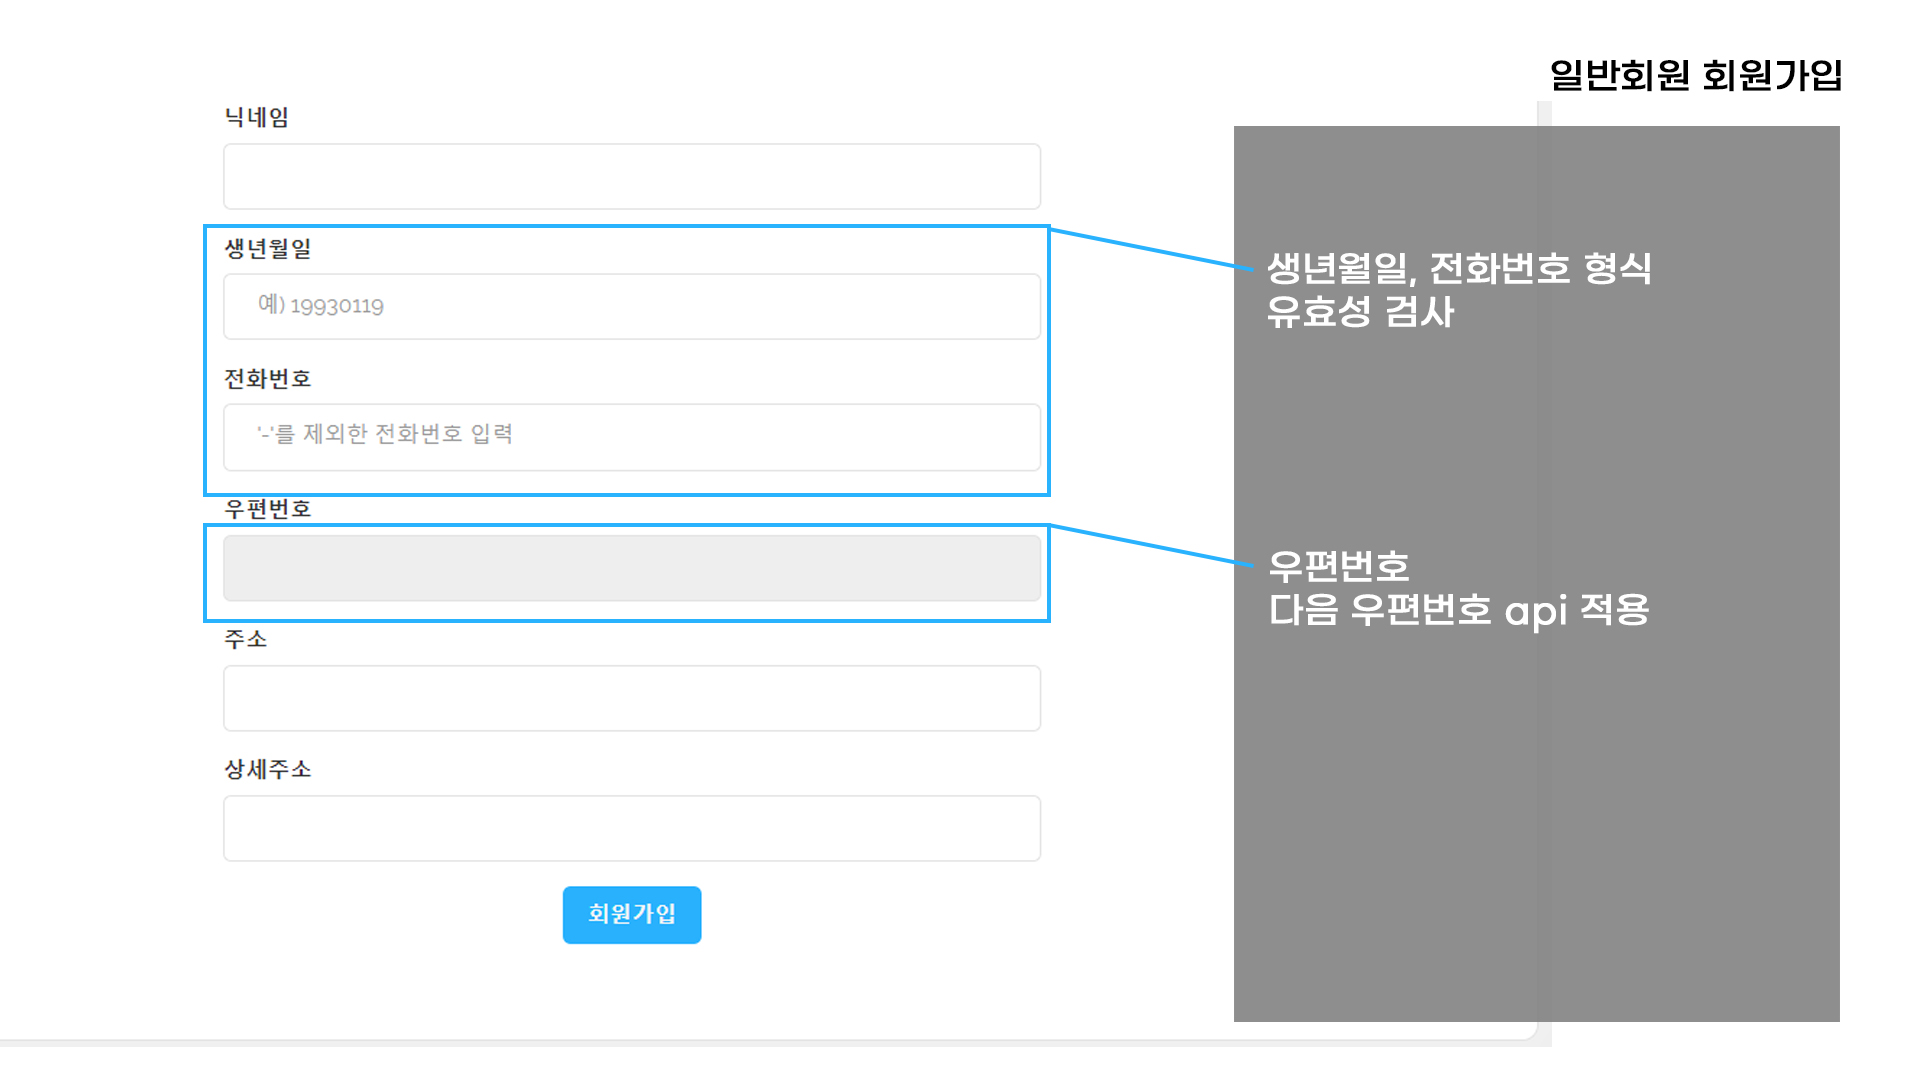 일반회원 회원가입
닉네임
생년월일
예) 19930119
전화번호
'-'를 제외한 전화번호 입력
우편번호
주소
상세주소
회원가입
생년월일, 전화번호 형식
유효성 검사
우편번호
다음 우편번호 api 적용